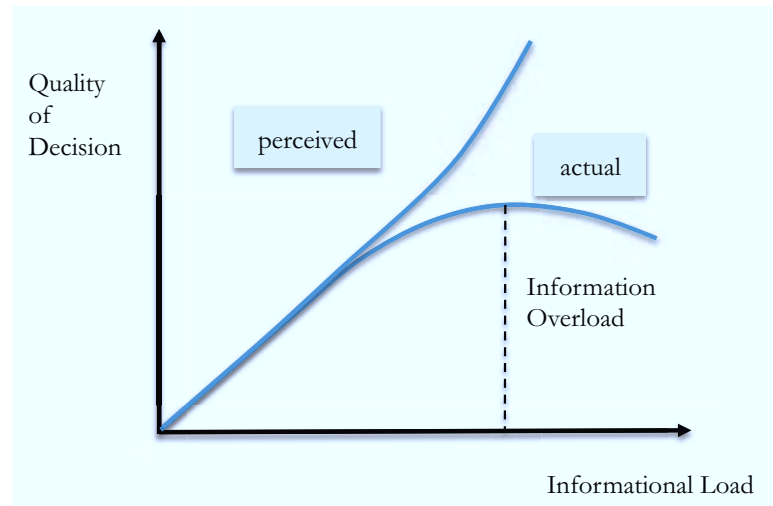 Quality
of
Decision
perceived
actual
Information
Overload
Informational Load